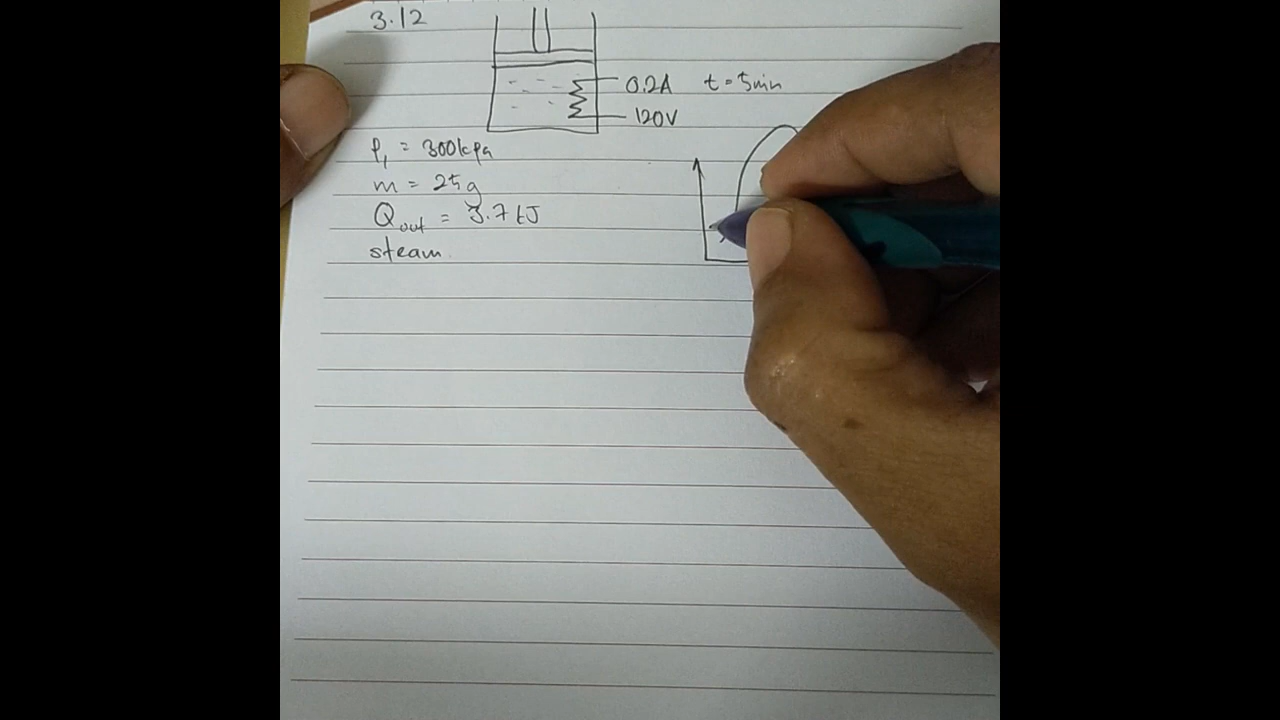 3.12
0.2A t = 5min
120V
P₁ = 300kpa
m = 25g
Qout = 3.7 kJ
steam